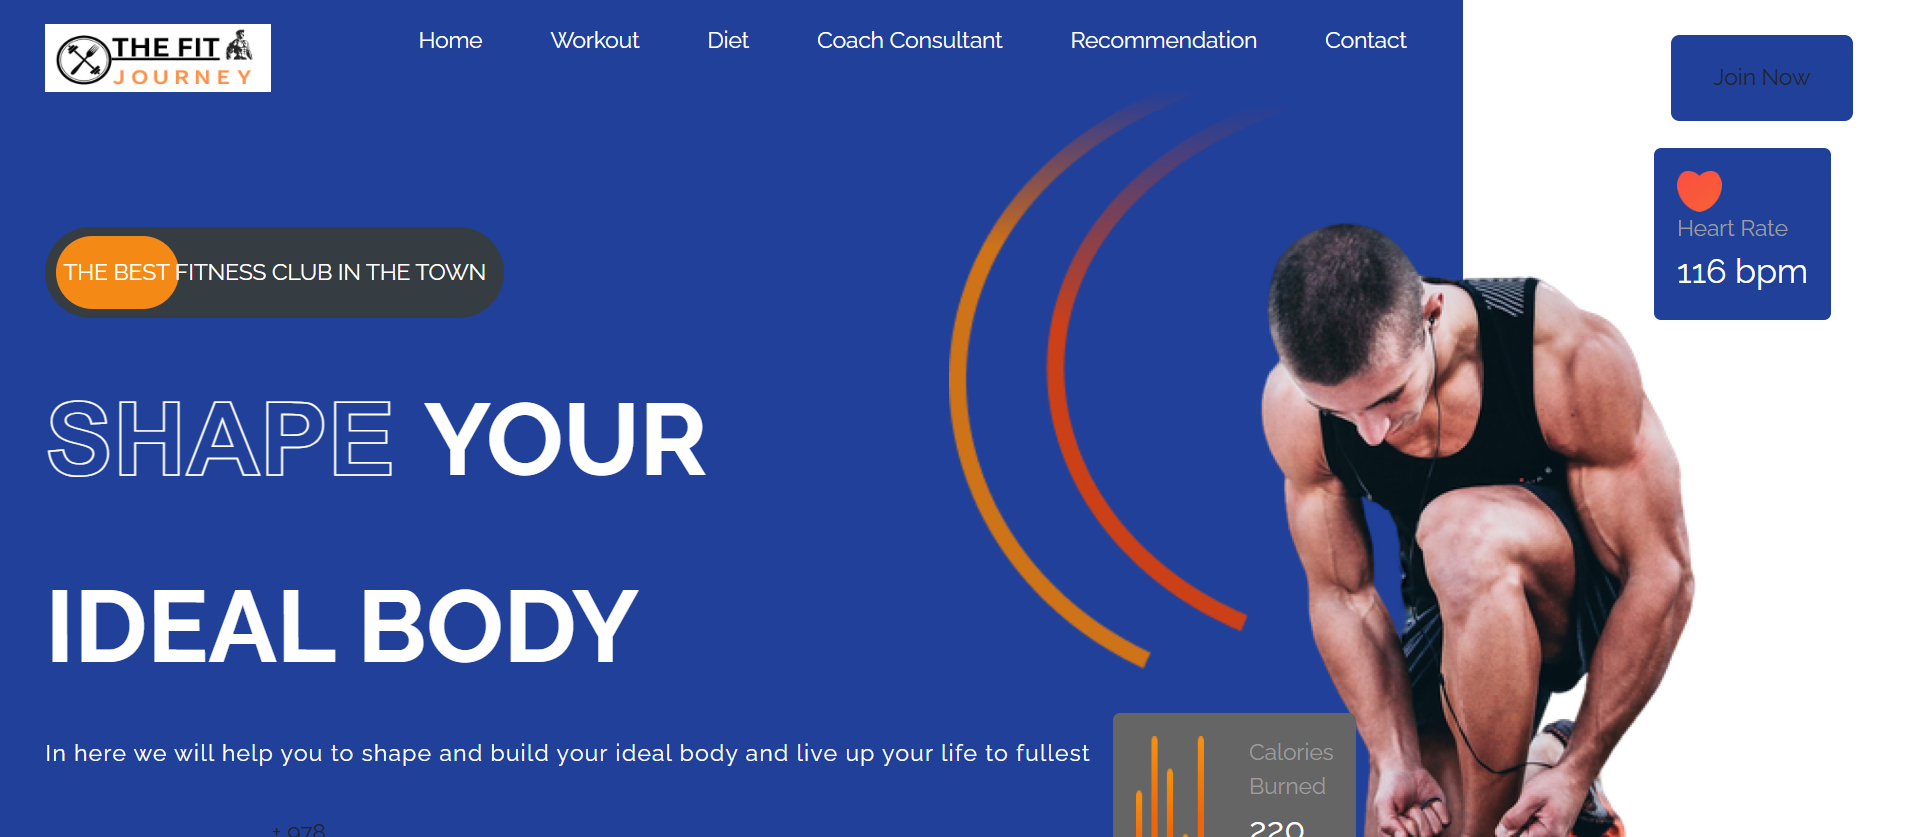 THE FIT
JOURNEY
Home Workout Diet Coach Consultant Recommendation Contact
Join Now
Heart Rate
116 bpm
THE BEST FITNESS CLUB IN THE TOWN
SHAPE YOUR
IDEAL BODY
In here we will help you to shape and build your ideal body and live up your life to fullest
Calories
Burned
220
+ 978